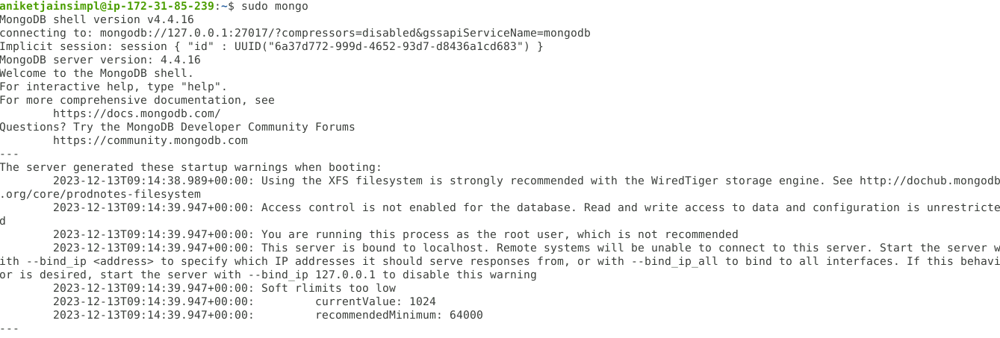 aniketjainsimpl@ip-172-31-85-239:~$ sudo mongo
MongoDB shell version v4.4.16
connecting to: mongodb://127.0.0.1:27017/?compressors=disabled&gssapiServiceName=mongodb
Implicit session: session { "id" : UUID("6a37d772-999d-4652-93d7-d8436a1cd683") }
MongoDB server version: 4.4.16
Welcome to the MongoDB shell.
For interactive help, type "help".
For more comprehensive documentation, see
        https://docs.mongodb.com/
Questions? Try the MongoDB Developer Community Forums
        https://community.mongodb.com
---
The server generated these startup warnings when booting:
        2023-12-13T09:14:38.989+00:00: Using the XFS filesystem is strongly recommended with the WiredTiger storage engine. See http://dochub.mongodb
.org/core/prodnotes-filesystem
        2023-12-13T09:14:39.947+00:00: Access control is not enabled for the database. Read and write access to data and configuration is unrestricte
d
        2023-12-13T09:14:39.947+00:00: You are running this process as the root user, which is not recommended
        2023-12-13T09:14:39.947+00:00: This server is bound to localhost. Remote systems will be unable to connect to this server. Start the server w
ith --bind_ip <address> to specify which IP addresses it should serve responses from, or with --bind_ip_all to bind to all interfaces. If this behavi
or is desired, start the server with --bind_ip 127.0.0.1 to disable this warning
        2023-12-13T09:14:39.947+00:00: Soft rlimits too low
        2023-12-13T09:14:39.947+00:00:         currentValue: 1024
        2023-12-13T09:14:39.947+00:00:         recommendedMinimum: 64000
---